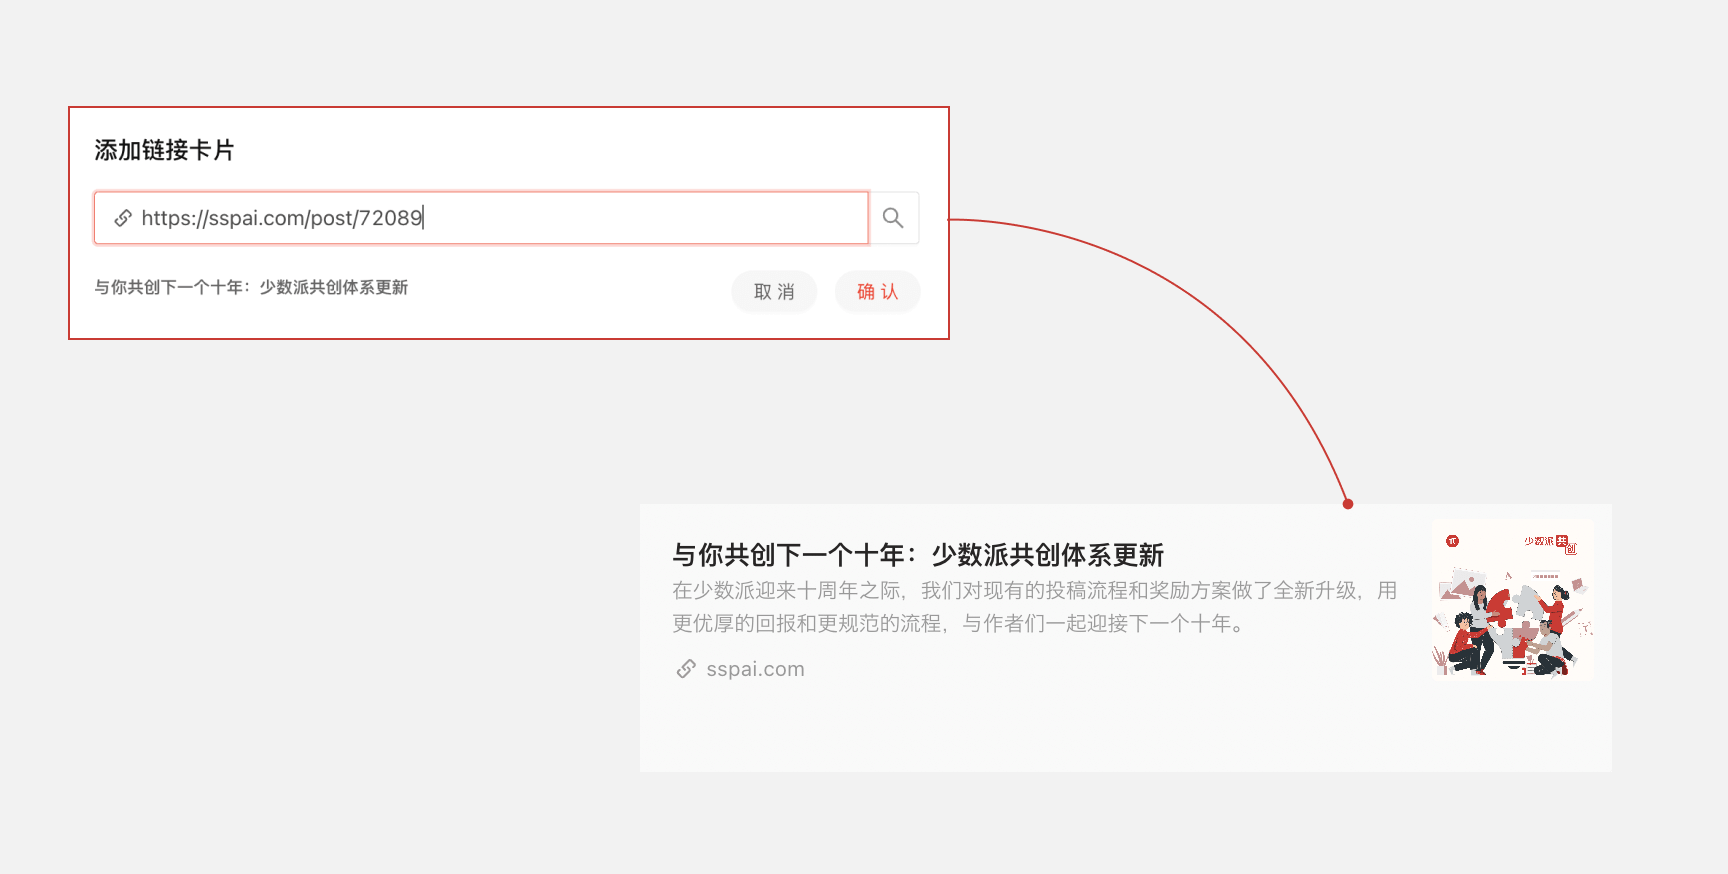 添加链接卡片
https://sspai.com/post/72089
与你共创下一个十年：少数派共创体系更新
取 消
确 认
与你共创下一个十年：少数派共创体系更新
在少数派迎来十周年之际，我们对现有的投稿流程和奖励方案做了全新升级，用
更优厚的回报和更规范的流程，与作者们一起迎接下一个十年。
sspai.com
π
少数派共创